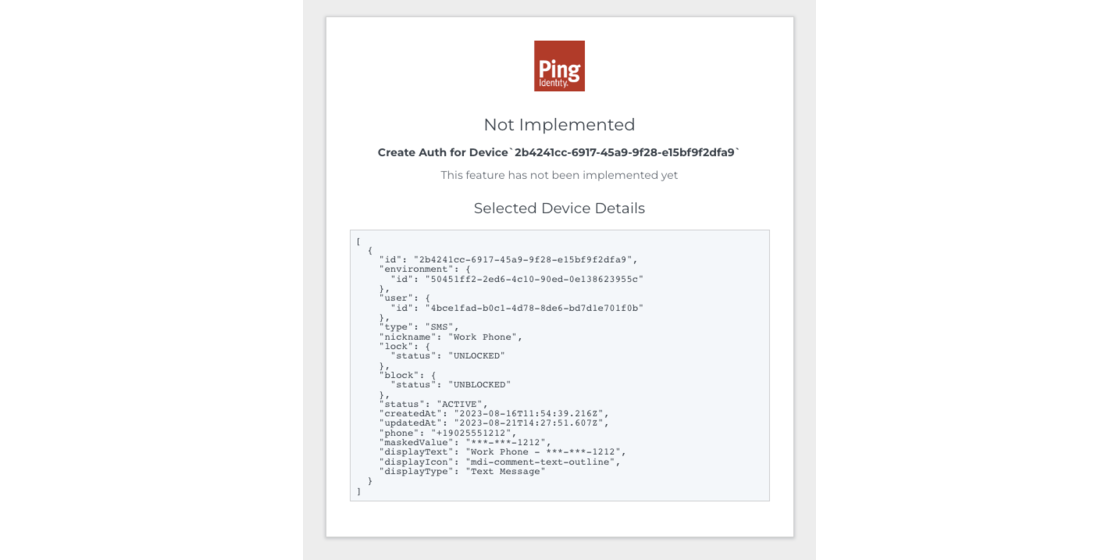 Ping
Identity.
Not Implemented
Create Auth for Device`2b4241cc-6917-45a9-9f28-e15bf9f2dfa9`
This feature has not been implemented yet
Selected Device Details
[
  {
    "id": "2b4241cc-6917-45a9-9f28-e15bf9f2dfa9",
    "environment": {
      "id": "50451ff2-2ed6-4c10-90ed-0e138623955c"
    },
    "user": {
      "id": "4bce1fad-b0c1-4d78-8de6-bd7d1e701f0b"
    },
    "type": "SMS",
    "nickname": "Work Phone",
    "lock": {
      "status": "UNLOCKED"
    },
    "block": {
      "status": "UNBLOCKED"
    },
    "status": "ACTIVE",
    "createdAt": "2023-08-16T11:54:39.216Z",
    "updatedAt": "2023-08-21T14:27:51.607Z",
    "phone": "+19025551212",
    "maskedValue": "***-***-1212",
    "displayText": "Work Phone - ***-***-1212",
    "displayIcon": "mdi-comment-text-outline",
    "displayType": "Text Message"
  }
]